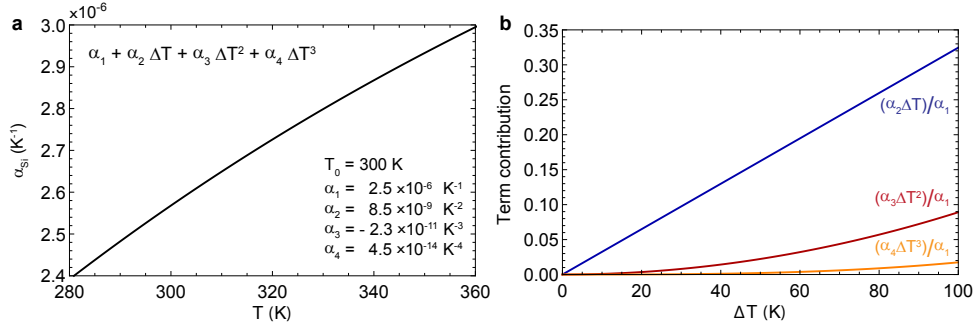 a
×10⁻⁶
α₁ + α₂ ΔT + α₃ ΔT² + α₄ ΔT³
3.0
2.9
2.8
2.7
2.6
2.5
2.4
α_Si (K⁻¹)
T₀ = 300 K
α₁ = 2.5 ×10⁻⁶ K⁻¹
α₂ = 8.5 ×10⁻⁹ K⁻²
α₃ = - 2.3 ×10⁻¹¹ K⁻³
α₄ = 4.5 ×10⁻¹⁴ K⁻⁴
280 300 320 340 360
T (K)
b
0.35
0.30
0.25
0.20
0.15
0.10
0.05
0.00
Term contribution
(α₂ΔT)/α₁
(α₃ΔT²)/α₁
(α₄ΔT³)/α₁
0 20 40 60 80 100
ΔT (K)